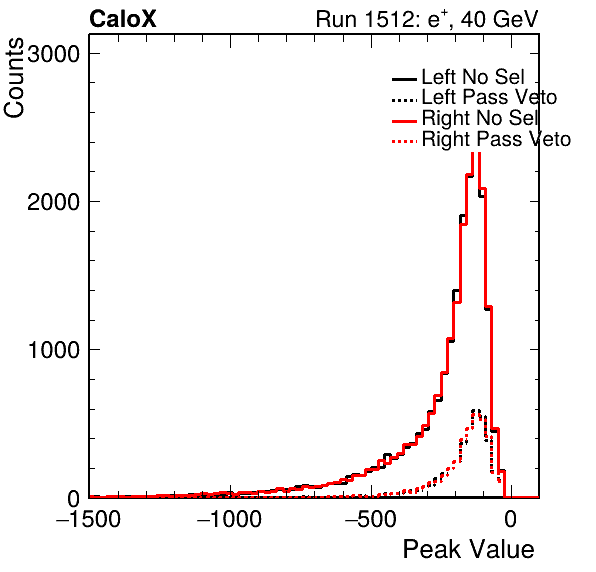 CaloX Run 1512: e⁺, 40 GeV
Counts
3000
Left No Sel
Left Pass Veto
Right No Sel
Right Pass Veto
2000
1000
0
−1500 −1000 −500 0
Peak Value